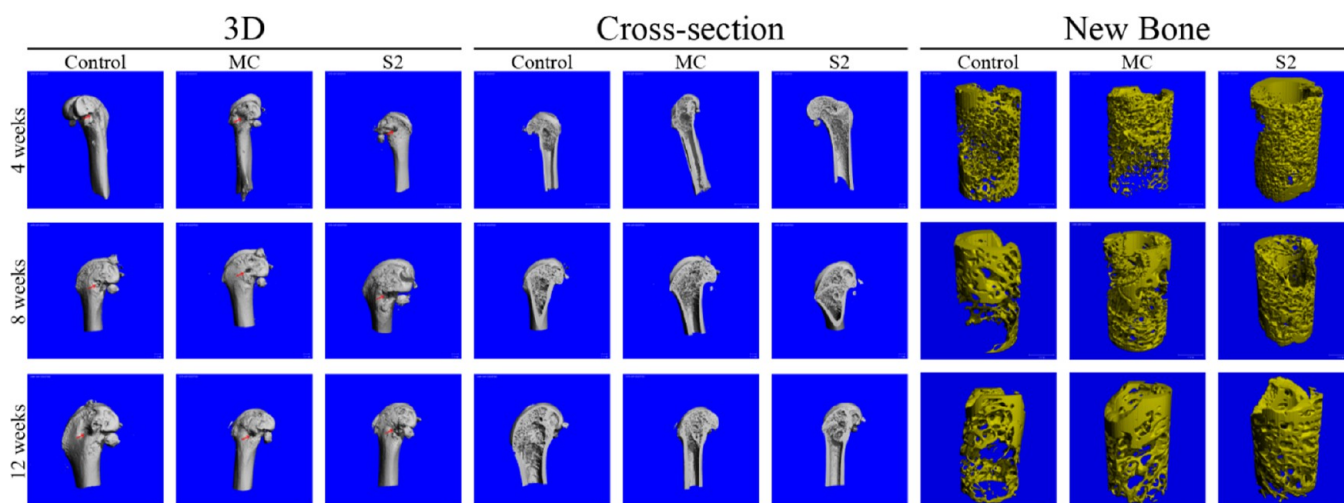 3D Cross-section New Bone
Control MC S2 Control MC S2 Control MC S2
4 weeks
8 weeks
12 weeks